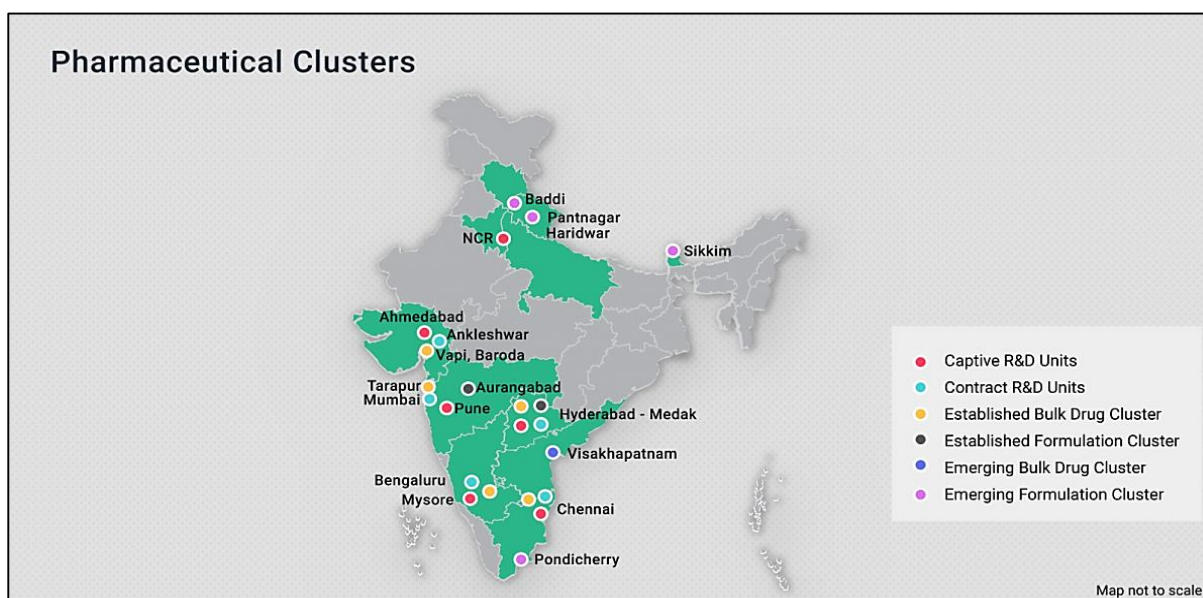 Pharmaceutical Clusters
Baddi
Pantnagar
Haridwar
NCR
Sikkim
Ahmedabad
Ankleshwar
Vapi, Baroda
Tarapur
Aurangabad
Mumbai
Pune
Hyderabad - Medak
Visakhapatnam
Bengaluru
Mysore
Chennai
Pondicherry
Captive R&D Units
Contract R&D Units
Established Bulk Drug Cluster
Established Formulation Cluster
Emerging Bulk Drug Cluster
Emerging Formulation Cluster
Map not to scale